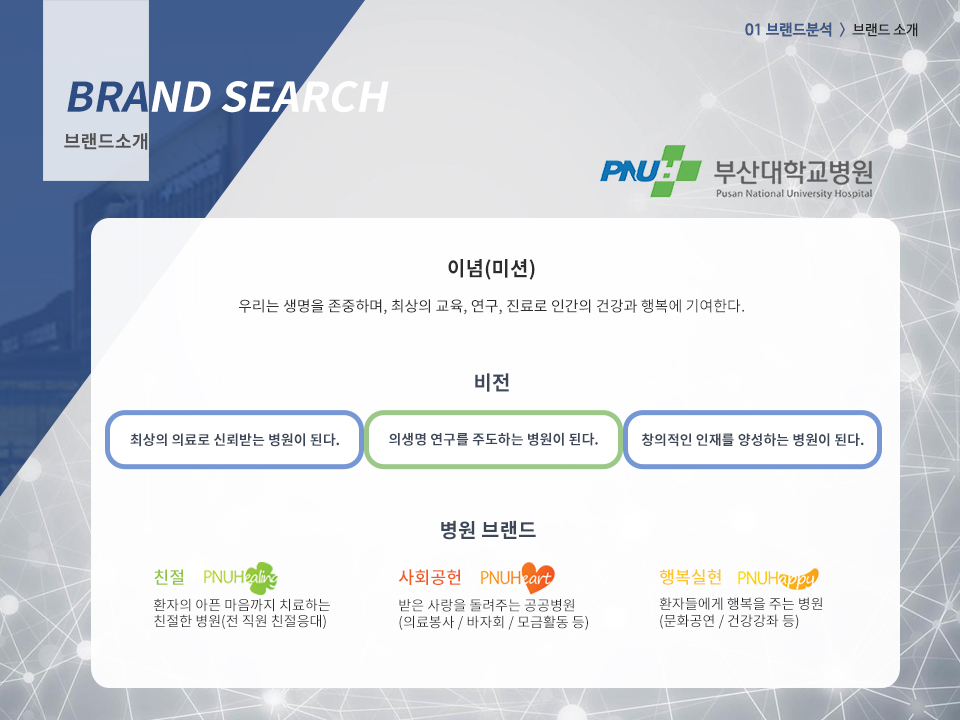 01 브랜드분석 〉 브랜드 소개
BRAND SEARCH
브랜드소개
PNUH 부산대학교병원
Pusan National University Hospital
이념(미션)
우리는 생명을 존중하며, 최상의 교육, 연구, 진료로 인간의 건강과 행복에 기여한다.
비전
최상의 의료로 신뢰받는 병원이 된다.
의생명 연구를 주도하는 병원이 된다.
창의적인 인재를 양성하는 병원이 된다.
병원 브랜드
친절 PNUHealing
환자의 아픈 마음까지 치료하는
친절한 병원(전 직원 친절응대)
사회공헌 PNUHeart
받은 사랑을 돌려주는 공공병원
(의료봉사 / 바자회 / 모금활동 등)
행복실현 PNUHappy
환자들에게 행복을 주는 병원
(문화공연 / 건강강좌 등)